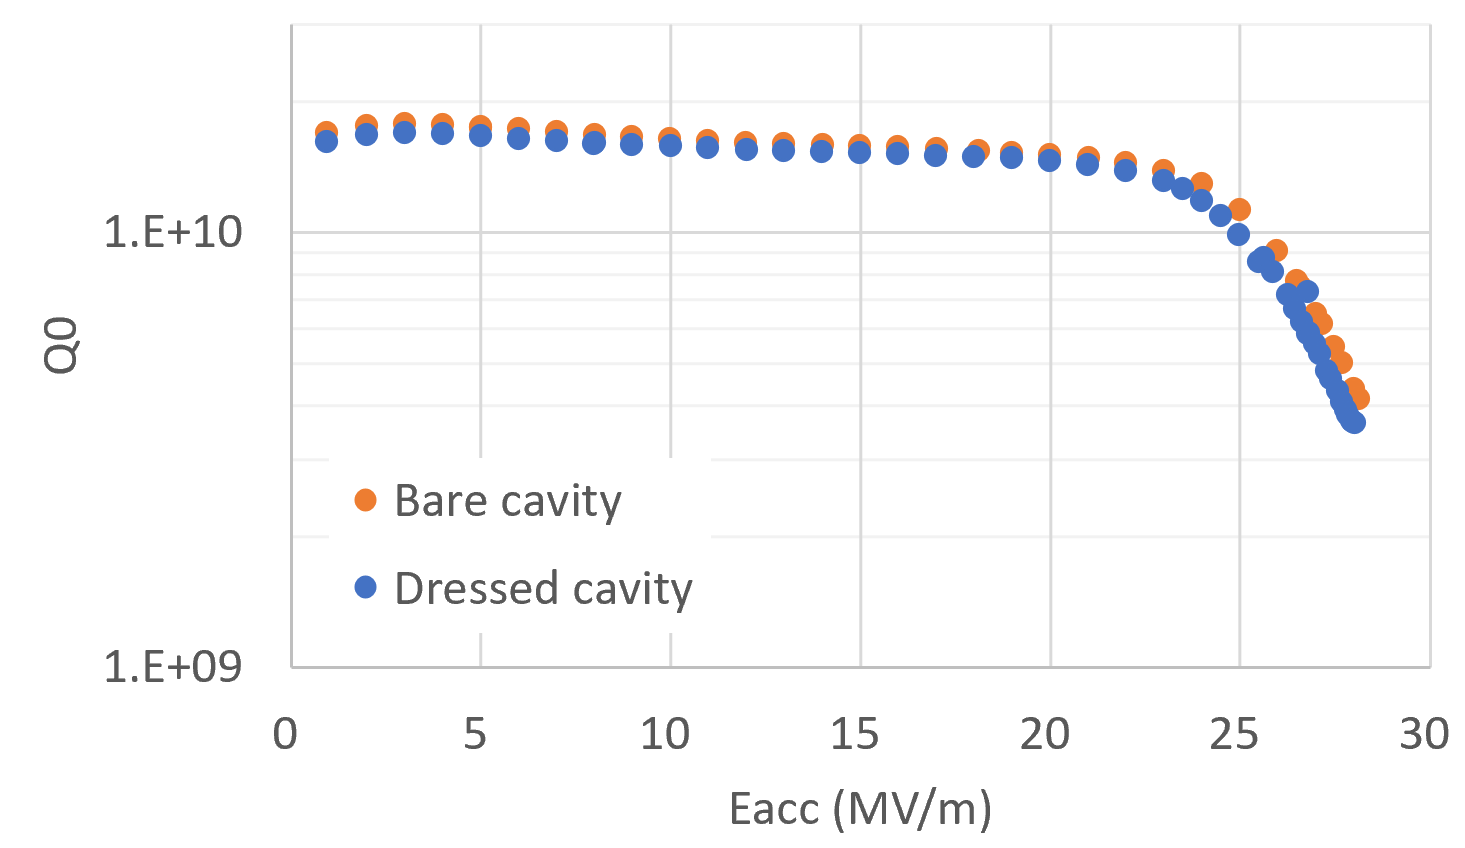 1.E+10
1.E+09
Q0
Bare cavity
Dressed cavity
0 5 10 15 20 25 30
Eacc (MV/m)